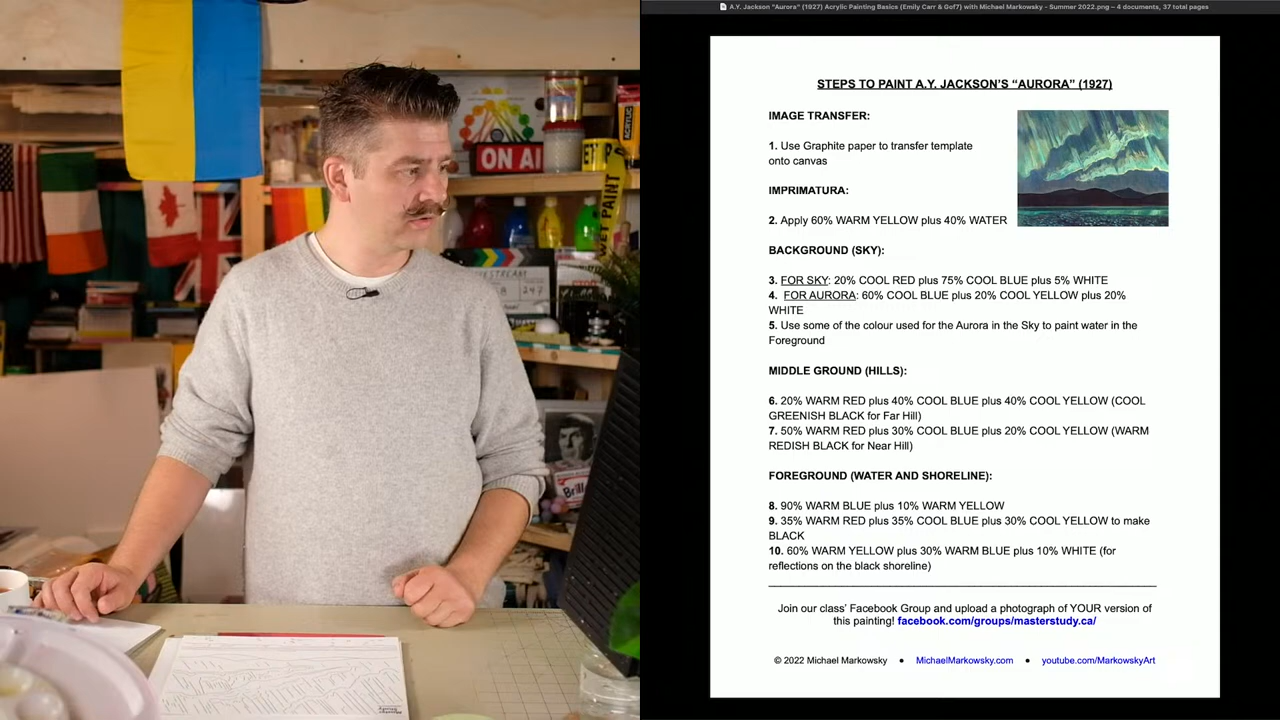 A.Y. Jackson "Aurora" (1927) Acrylic Painting Basics (Emily Carr & Gof7) with Michael Markowsky - Summer 2022.png – 4 documents, 37 total pages
STEPS TO PAINT A.Y. JACKSON'S “AURORA” (1927)
IMAGE TRANSFER:
1. Use Graphite paper to transfer template
onto canvas
IMPRIMATURA:
2. Apply 60% WARM YELLOW plus 40% WATER
BACKGROUND (SKY):
3. FOR SKY: 20% COOL RED plus 75% COOL BLUE plus 5% WHITE
4. FOR AURORA: 60% COOL BLUE plus 20% COOL YELLOW plus 20%
WHITE
5. Use some of the colour used for the Aurora in the Sky to paint water in the
Foreground
MIDDLE GROUND (HILLS):
6. 20% WARM RED plus 40% COOL BLUE plus 40% COOL YELLOW (COOL
GREENISH BLACK for Far Hill)
7. 50% WARM RED plus 30% COOL BLUE plus 20% COOL YELLOW (WARM
REDISH BLACK for Near Hill)
FOREGROUND (WATER AND SHORELINE):
8. 90% WARM BLUE plus 10% WARM YELLOW
9. 35% WARM RED plus 35% COOL BLUE plus 30% COOL YELLOW to make
BLACK
10. 60% WARM YELLOW plus 30% WARM BLUE plus 10% WHITE (for
reflections on the black shoreline)
Join our class' Facebook Group and upload a photograph of YOUR version of
this painting! facebook.com/groups/masterstudy.ca/
© 2022 Michael Markowsky • MichaelMarkowsky.com • youtube.com/MarkowskyArt
ON AI
ACRYLIC
WET PAINT
247
Brill